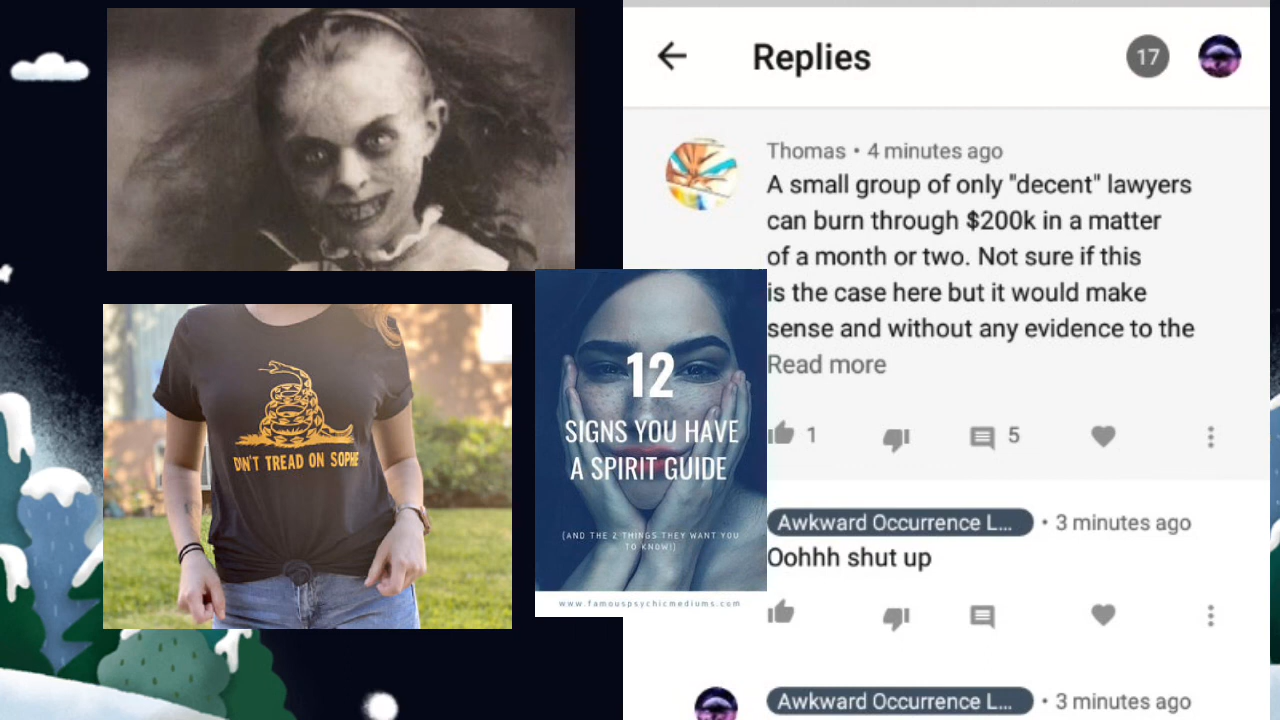 Replies
17
Thomas • 4 minutes ago
A small group of only "decent" lawyers
can burn through $200k in a matter
of a month or two. Not sure if this
is the case here but it would make
sense and without any evidence to the
Read more
1
5
Awkward Occurrence L... • 3 minutes ago
Oohhh shut up
Awkward Occurrence L... • 3 minutes ago
DON'T TREAD ON SOPHIE
12
SIGNS YOU HAVE
A SPIRIT GUIDE
(AND THE 2 THINGS THEY WANT YOU
TO KNOW!)
www.famouspsychicmediums.com